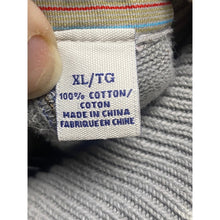 XL/TG
100% COTTON/
COTON
MADE IN CHINA
FABRIQUÉ EN CHINE